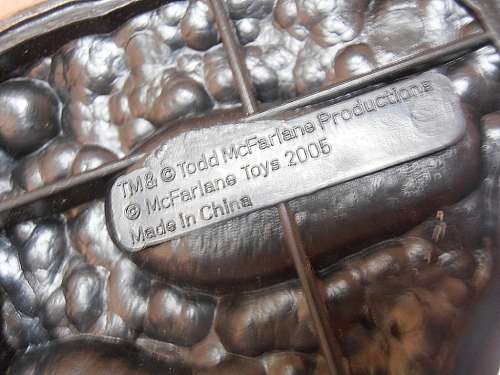 TM & © Todd McFarlane Productions
© McFarlane Toys 2005
Made in China